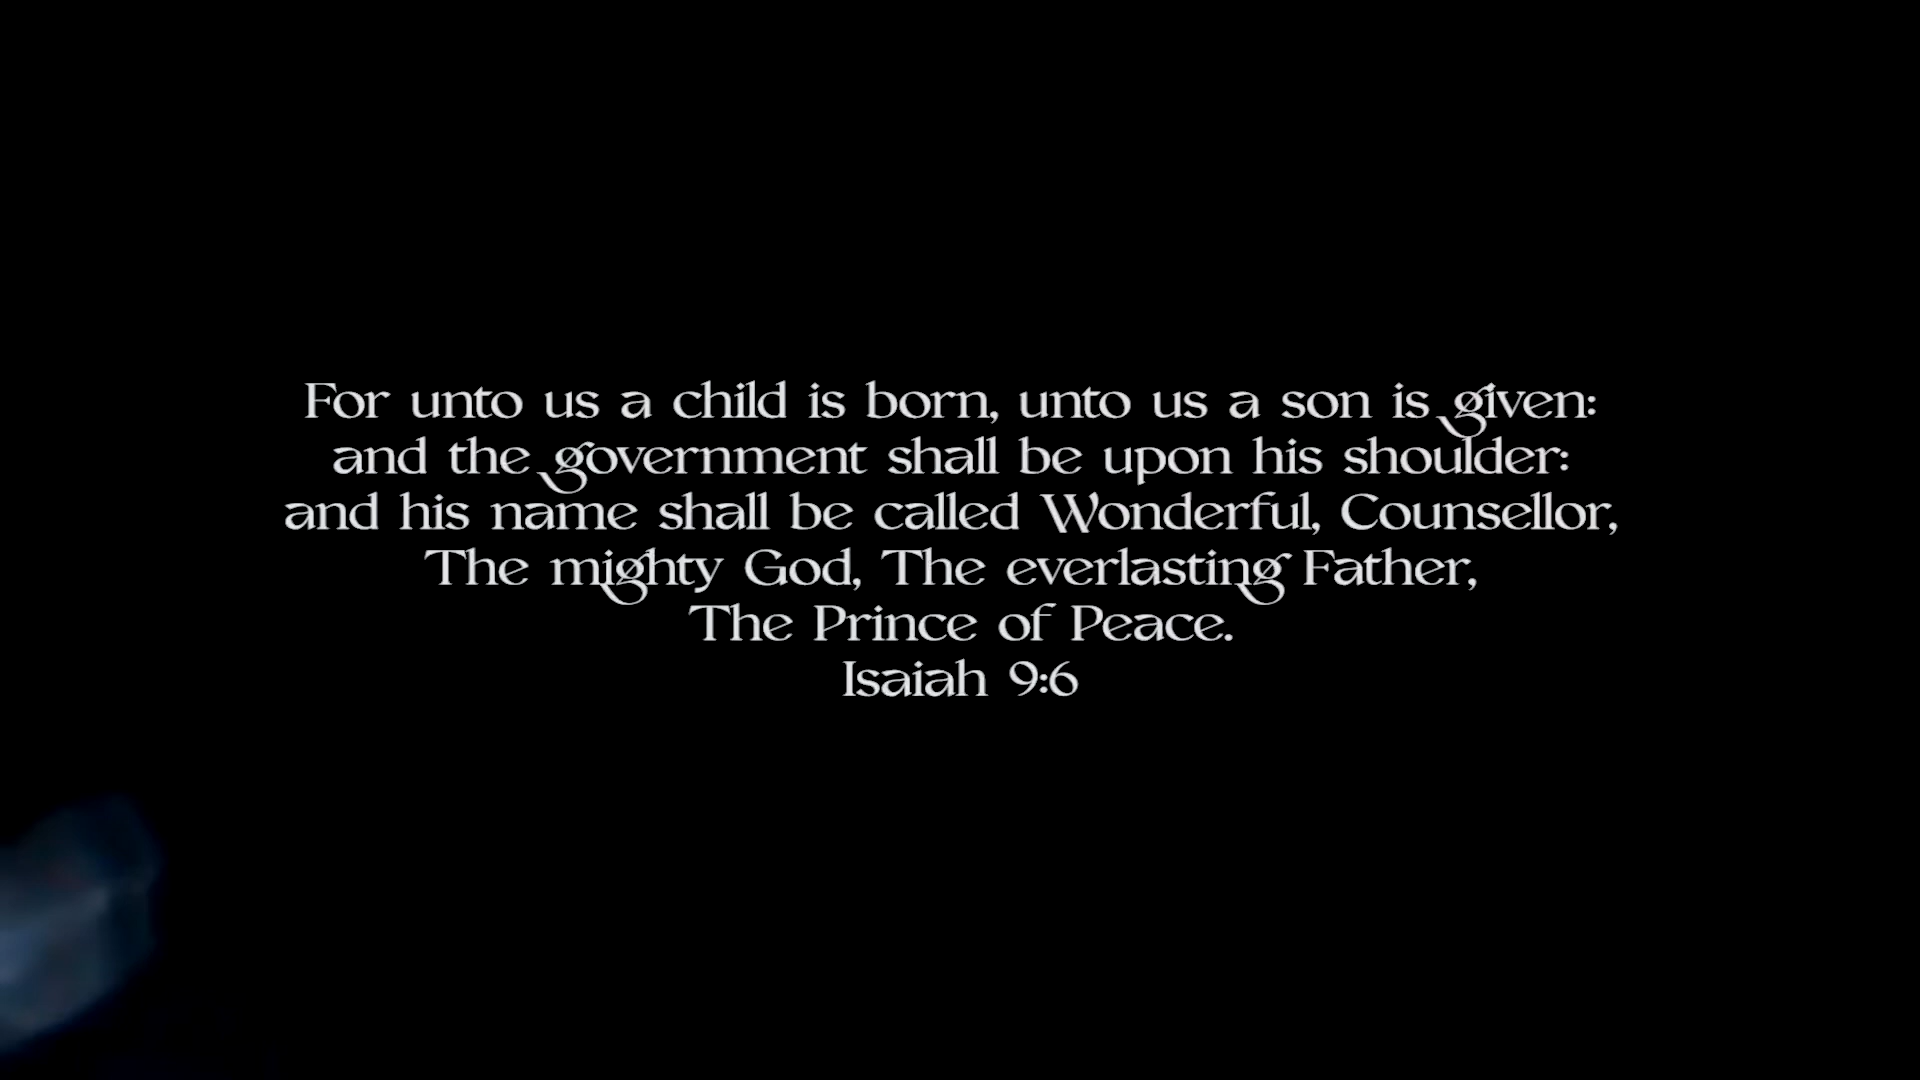 For unto us a child is born, unto us a son is given:
and the government shall be upon his shoulder:
and his name shall be called Wonderful, Counsellor,
The mighty God, The everlasting Father,
The Prince of Peace.
Isaiah 9:6